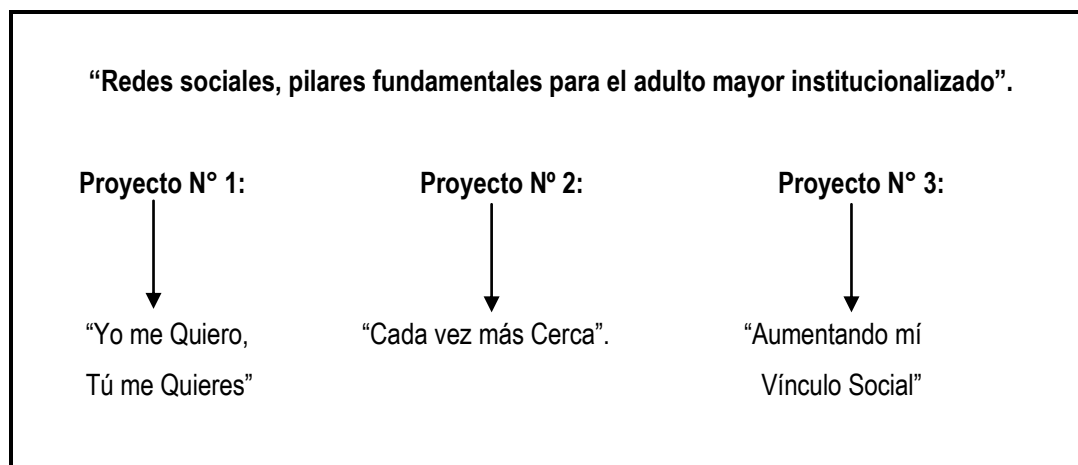 “Redes sociales, pilares fundamentales para el adulto mayor institucionalizado”.
Proyecto N° 1:
Proyecto Nº 2:
Proyecto N° 3:
“Yo me Quiero,
Tú me Quieres”
“Cada vez más Cerca”.
“Aumentando mí
Vínculo Social”